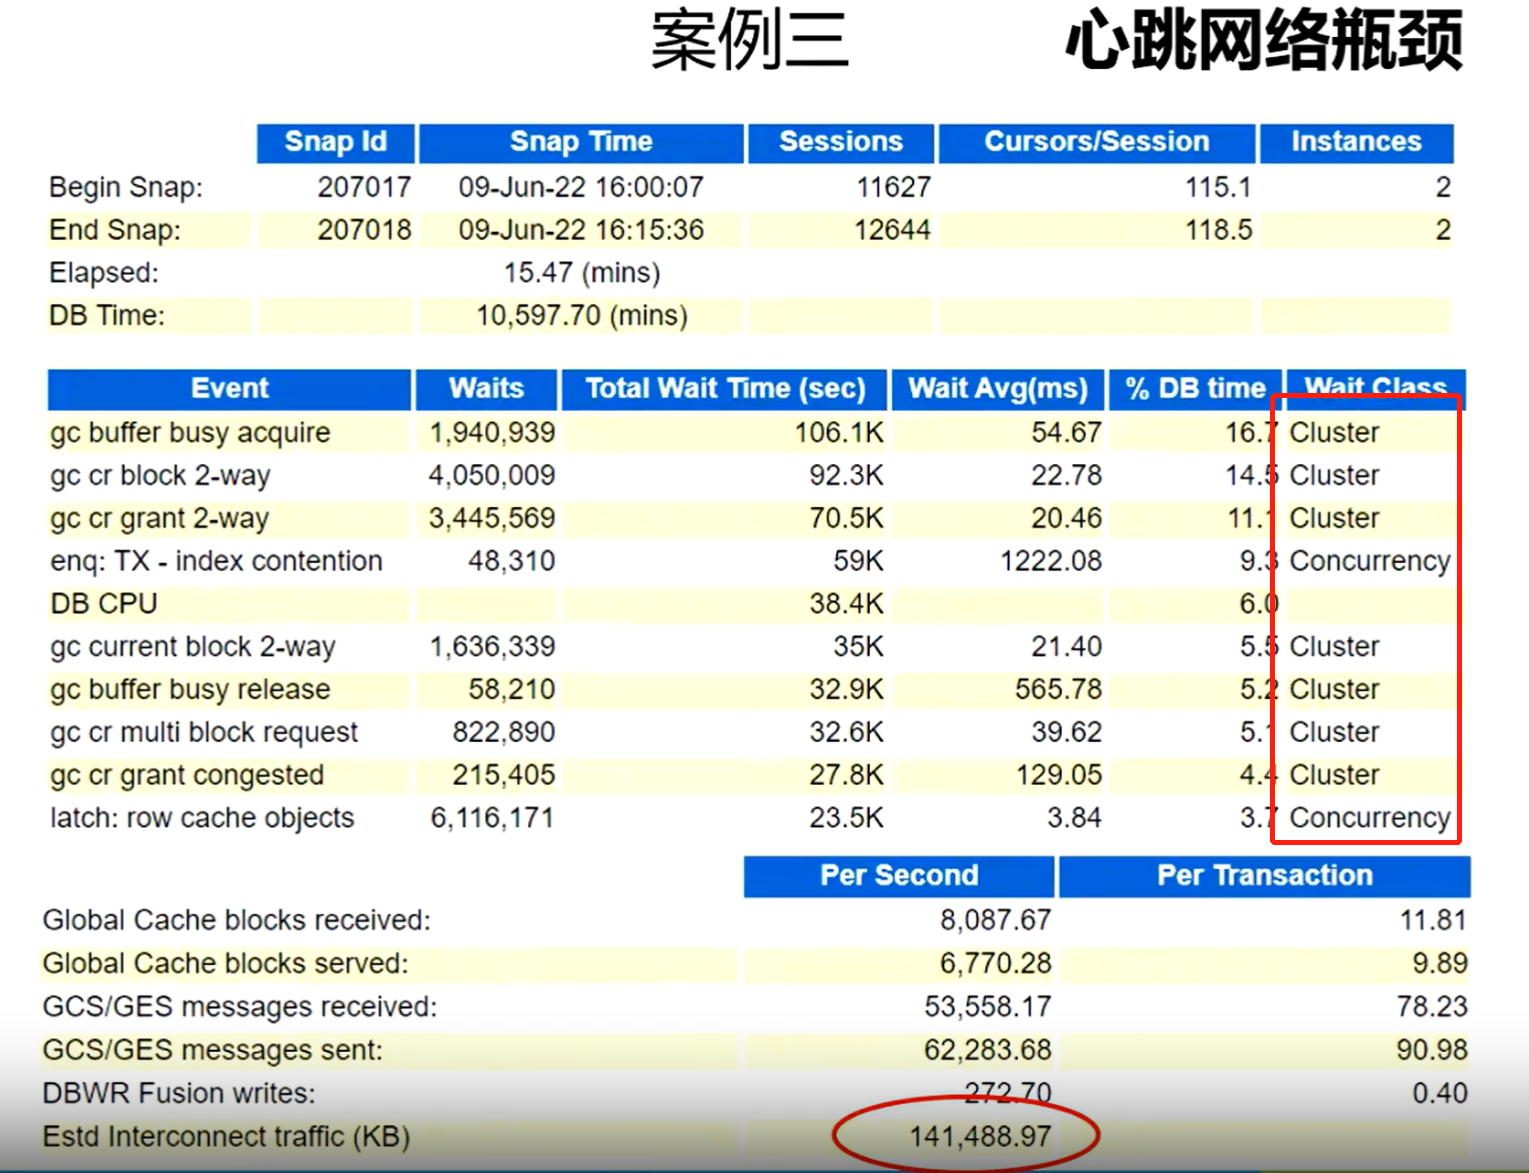 案例三 心跳网络瓶颈
Snap Id Snap Time Sessions Cursors/Session Instances
Begin Snap: 207017 09-Jun-22 16:00:07 11627 115.1 2
End Snap: 207018 09-Jun-22 16:15:36 12644 118.5 2
Elapsed: 15.47 (mins)
DB Time: 10,597.70 (mins)
Event Waits Total Wait Time (sec) Wait Avg(ms) % DB time Wait Class
gc buffer busy acquire 1,940,939 106.1K 54.67 16.7 Cluster
gc cr block 2-way 4,050,009 92.3K 22.78 14.5 Cluster
gc cr grant 2-way 3,445,569 70.5K 20.46 11.1 Cluster
enq: TX - index contention 48,310 59K 1222.08 9.3 Concurrency
DB CPU 38.4K 6.0
gc current block 2-way 1,636,339 35K 21.40 5.5 Cluster
gc buffer busy release 58,210 32.9K 565.78 5.2 Cluster
gc cr multi block request 822,890 32.6K 39.62 5.1 Cluster
gc cr grant congested 215,405 27.8K 129.05 4.4 Cluster
latch: row cache objects 6,116,171 23.5K 3.84 3.7 Concurrency
Per Second Per Transaction
Global Cache blocks received: 8,087.67 11.81
Global Cache blocks served: 6,770.28 9.89
GCS/GES messages received: 53,558.17 78.23
GCS/GES messages sent: 62,283.68 90.98
DBWR Fusion writes: 272.70 0.40
Estd Interconnect traffic (KB) 141,488.97